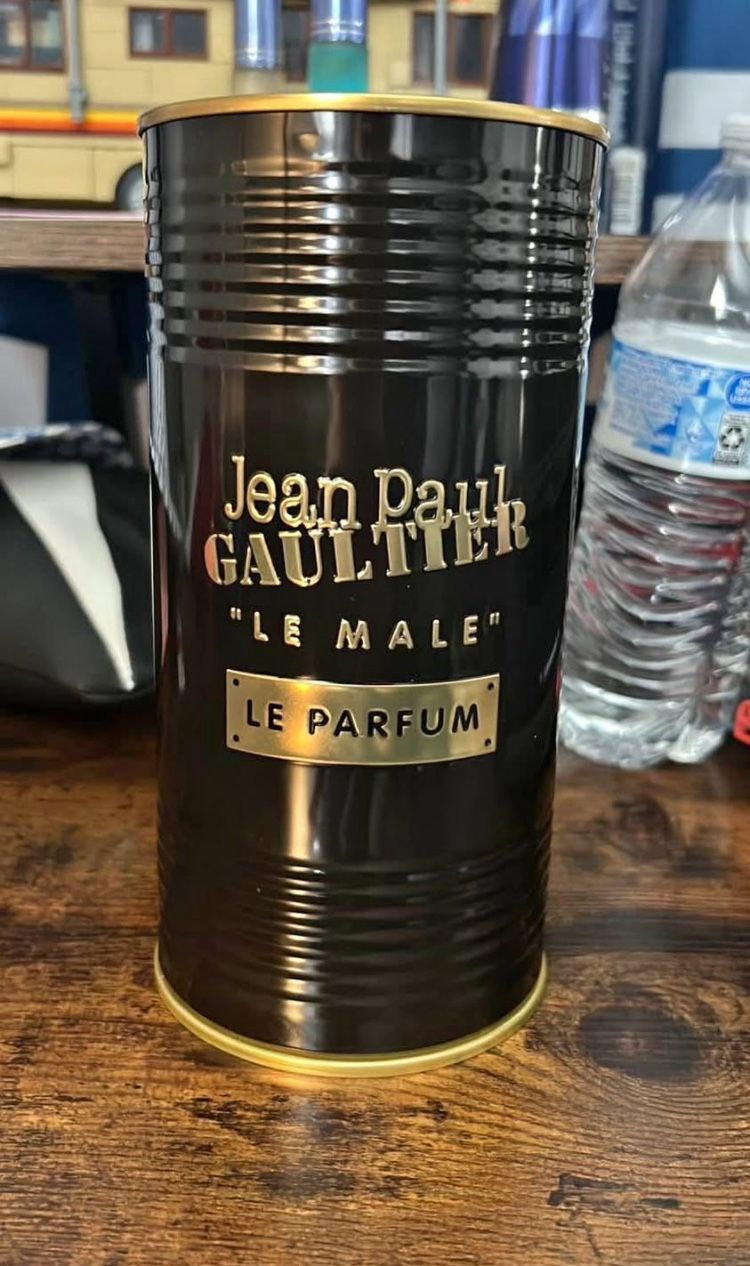 Jean Paul
GAULTIER
"LE MALE"
LE PARFUM